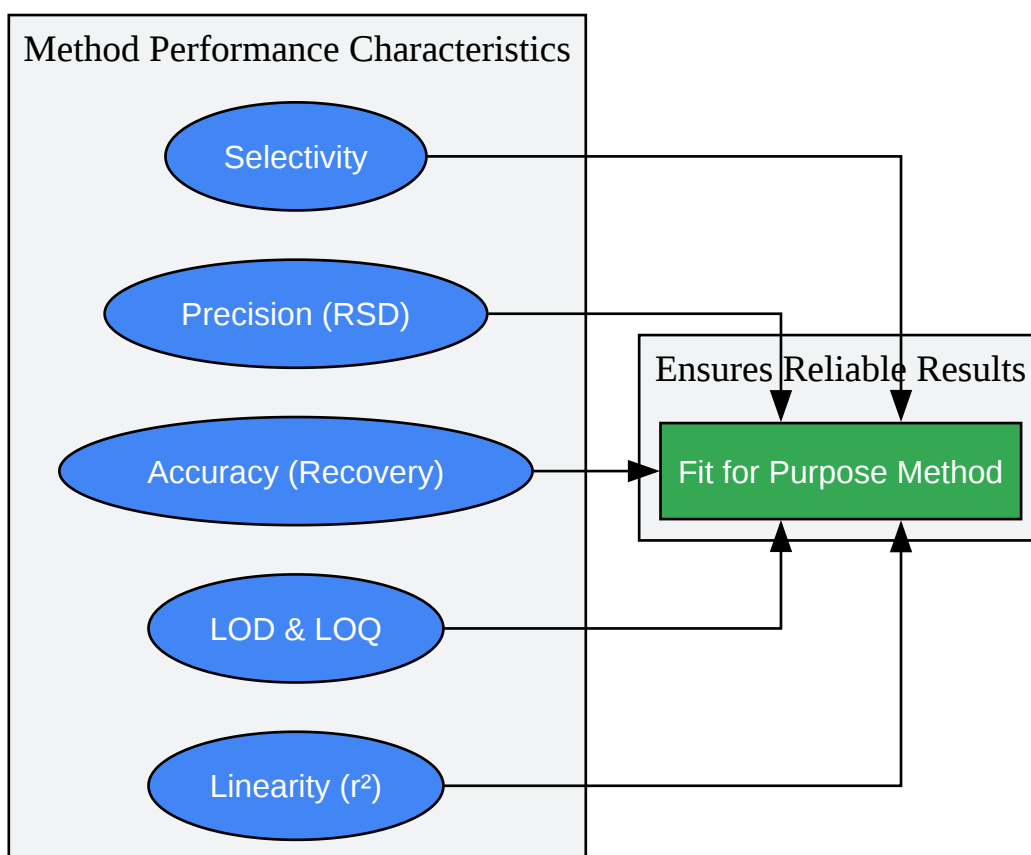 Method Performance Characteristics
Selectivity
Precision (RSD)
Ensures Reliable Results
Accuracy (Recovery)
Fit for Purpose Method
LOD & LOQ
Linearity (r²)